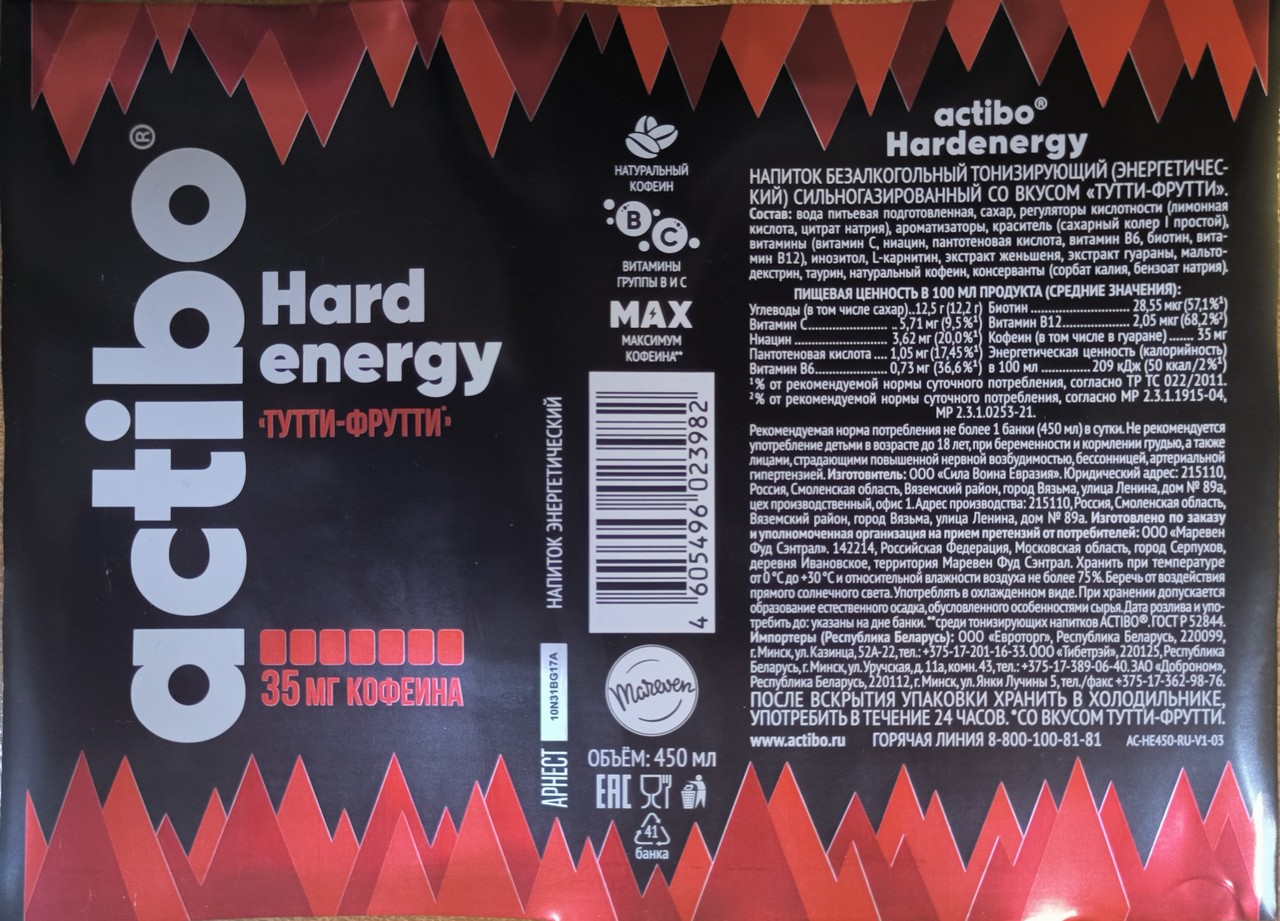 actibo®
Hard
energy
«ТУТТИ-ФРУТТИ*»
35 МГ КОФЕИНА
НАПИТОК ЭНЕРГЕТИЧЕСКИЙ
10N31BG17A
АРНЕСТ
НАТУРАЛЬНЫЙ
КОФЕИН
B
C
ВИТАМИНЫ
ГРУППЫ B И C
MAX
МАКСИМУМ
КОФЕИНА**
4 605496 023982
Mareven
ОБЪЁМ: 450 МЛ
EAC
41
банка
actibo®
Hardenergy
НАПИТОК БЕЗАЛКОГОЛЬНЫЙ ТОНИЗИРУЮЩИЙ (ЭНЕРГЕТИЧЕС-
КИЙ) СИЛЬНОГАЗИРОВАННЫЙ СО ВКУСОМ «ТУТТИ-ФРУТТИ».
Состав: вода питьевая подготовленная, сахар, регуляторы кислотности (лимонная
кислота, цитрат натрия), ароматизаторы, краситель (сахарный колер I простой),
витамины (витамин С, ниацин, пантотеновая кислота, витамин В6, биотин, вита-
мин В12), инозитол, L-карнитин, экстракт женьшеня, экстракт гуараны, мальто-
декстрин, таурин, натуральный кофеин, консерванты (сорбат калия, бензоат натрия).
ПИЩЕВАЯ ЦЕННОСТЬ В 100 МЛ ПРОДУКТА (СРЕДНИЕ ЗНАЧЕНИЯ):
Углеводы (в том числе сахар)..12,5 г (12,2 г)
Витамин С.................... 5,71 мг (9,5%¹)
Ниацин ...................... 3,62 мг (20,0%¹)
Пантотеновая кислота .... 1,05 мг (17,45%¹)
Витамин В6................... 0,73 мг (36,6%¹)
Биотин ........................ 28,55 мкг (57,1%¹)
Витамин В12.................. 2,05 мкг (68,2%²)
Кофеин (в том числе в гуаране) ....... 35 мг
Энергетическая ценность (калорийность)
в 100 мл ............ 209 кДж (50 ккал/2%¹)
¹% от рекомендуемой нормы суточного потребления, согласно ТР ТС 022/2011.
²% от рекомендуемой нормы суточного потребления, согласно МР 2.3.1.1915-04,
МР 2.3.1.0253-21.
Рекомендуемая норма потребления не более 1 банки (450 мл) в сутки. Не рекомендуется
употребление детьми в возрасте до 18 лет, при беременности и кормлении грудью, а также
лицами, страдающими повышенной нервной возбудимостью, бессонницей, артериальной
гипертензией. Изготовитель: ООО «Сила Воина Евразия». Юридический адрес: 215110,
Россия, Смоленская область, Вяземский район, город Вязьма, улица Ленина, дом № 89а,
цех производственный, офис 1. Адрес производства: 215110, Россия, Смоленская область,
Вяземский район, город Вязьма, улица Ленина, дом № 89а. Изготовлено по заказу
и уполномоченная организация на прием претензий от потребителей: ООО «Маревен
Фуд Сэнтрал». 142214, Российская Федерация, Московская область, город Серпухов,
деревня Ивановское, территория Маревен Фуд Сэнтрал. Хранить при температуре
от 0 °С до +30 °С и относительной влажности воздуха не более 75%. Беречь от воздействия
прямого солнечного света. Употреблять в охлажденном виде. При хранении допускается
образование естественного осадка, обусловленного особенностями сырья. Дата розлива и упо-
требить до: указаны на дне банки. **среди тонизирующих напитков ACTIBO®. ГОСТ Р 52844.
Импортеры (Республика Беларусь): ООО «Евроторг», Республика Беларусь, 220099,
г. Минск, ул. Казинца, 52А-22, тел.: +375-17-201-16-33. ООО «Тибетрэй», 220125, Республика
Беларусь, г. Минск, ул. Уручская, д. 11а, комн. 43, тел.: +375-17-389-06-40. ЗАО «Доброном»,
Республика Беларусь, 220112, г. Минск, ул. Янки Лучины 5, тел./факс +375-17-362-98-76.
ПОСЛЕ ВСКРЫТИЯ УПАКОВКИ ХРАНИТЬ В ХОЛОДИЛЬНИКЕ,
УПОТРЕБИТЬ В ТЕЧЕНИЕ 24 ЧАСОВ. *СО ВКУСОМ ТУТТИ-ФРУТТИ.
www.actibo.ru ГОРЯЧАЯ ЛИНИЯ 8-800-100-81-81 AC-HE450-RU-V1-03